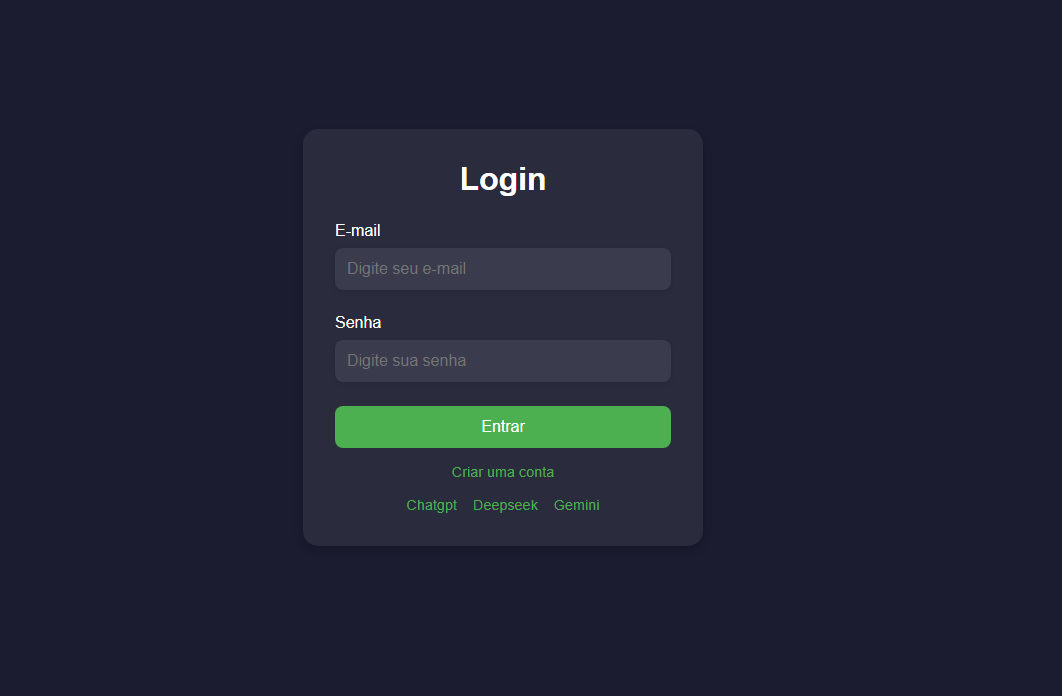 Login
E-mail
Digite seu e-mail
Senha
Digite sua senha
Entrar
Criar uma conta
Chatgpt Deepseek Gemini